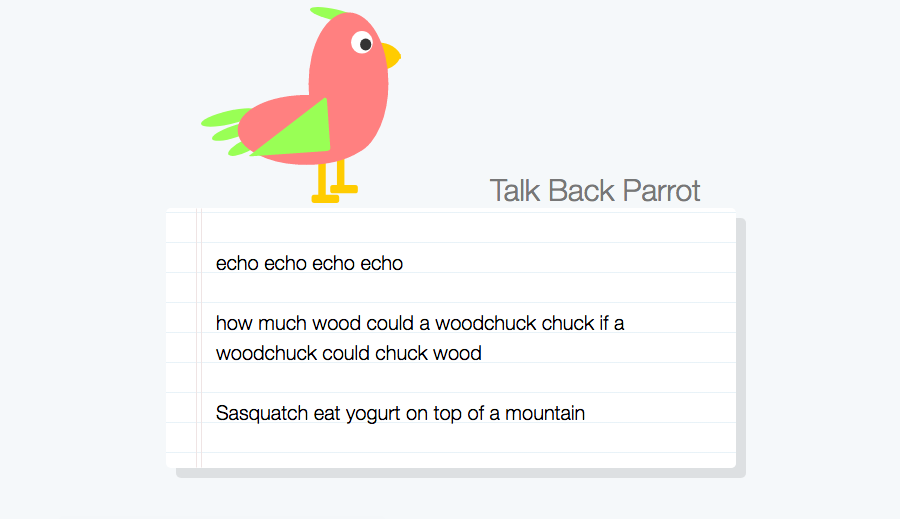 Talk Back Parrot
echo echo echo echo
how much wood could a woodchuck chuck if a
woodchuck could chuck wood
Sasquatch eat yogurt on top of a mountain